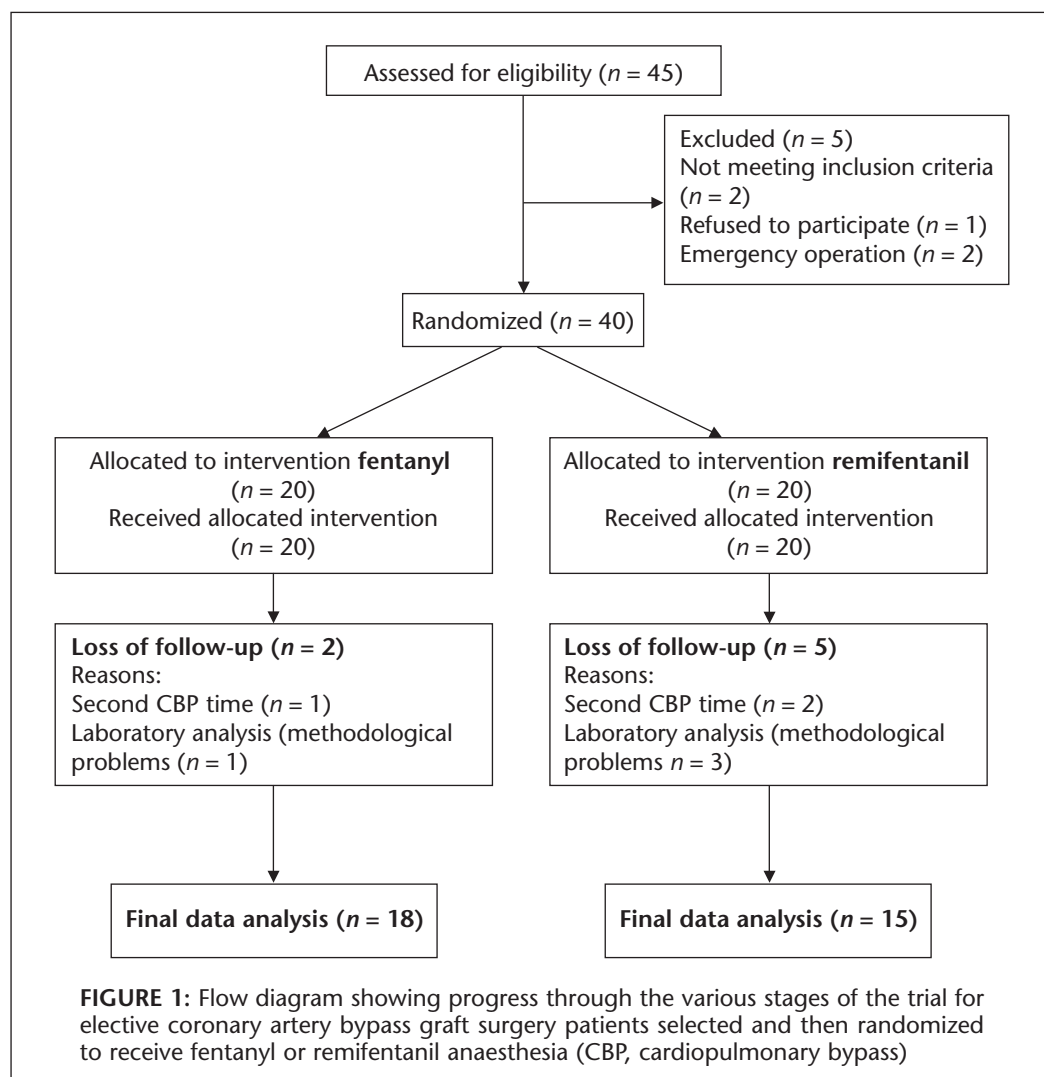 Assessed for eligibility (n = 45)
Excluded (n = 5)
Not meeting inclusion criteria
(n = 2)
Refused to participate (n = 1)
Emergency operation (n = 2)
Randomized (n = 40)
Allocated to intervention fentanyl
(n = 20)
Received allocated intervention
(n = 20)
Allocated to intervention remifentanil
(n = 20)
Received allocated intervention
(n = 20)
Loss of follow-up (n = 2)
Reasons:
Second CBP time (n = 1)
Laboratory analysis (methodological
problems (n = 1)
Loss of follow-up (n = 5)
Reasons:
Second CBP time (n = 2)
Laboratory analysis (methodological
problems n = 3)
Final data analysis (n = 18)
Final data analysis (n = 15)
FIGURE 1: Flow diagram showing progress through the various stages of the trial for
elective coronary artery bypass graft surgery patients selected and then randomized
to receive fentanyl or remifentanil anaesthesia (CBP, cardiopulmonary bypass)